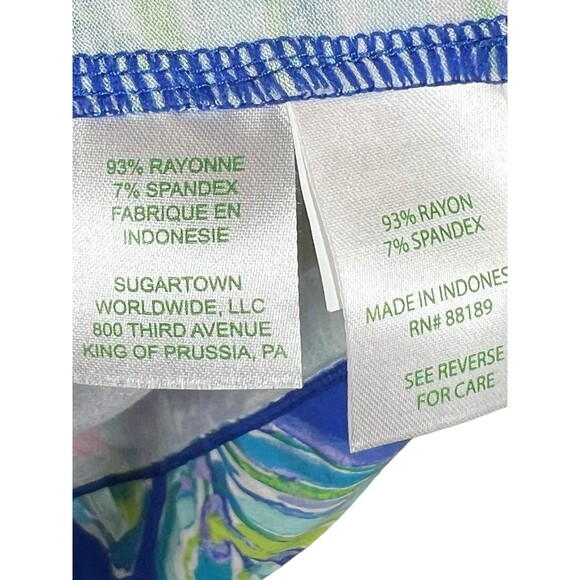 93% RAYONNE
7% SPANDEX
FABRIQUE EN
INDONESIE
SUGARTOWN
WORLDWIDE, LLC
800 THIRD AVENUE
KING OF PRUSSIA, PA
93% RAYON
7% SPANDEX
MADE IN INDONES
RN# 88189
SEE REVERSE
FOR CARE